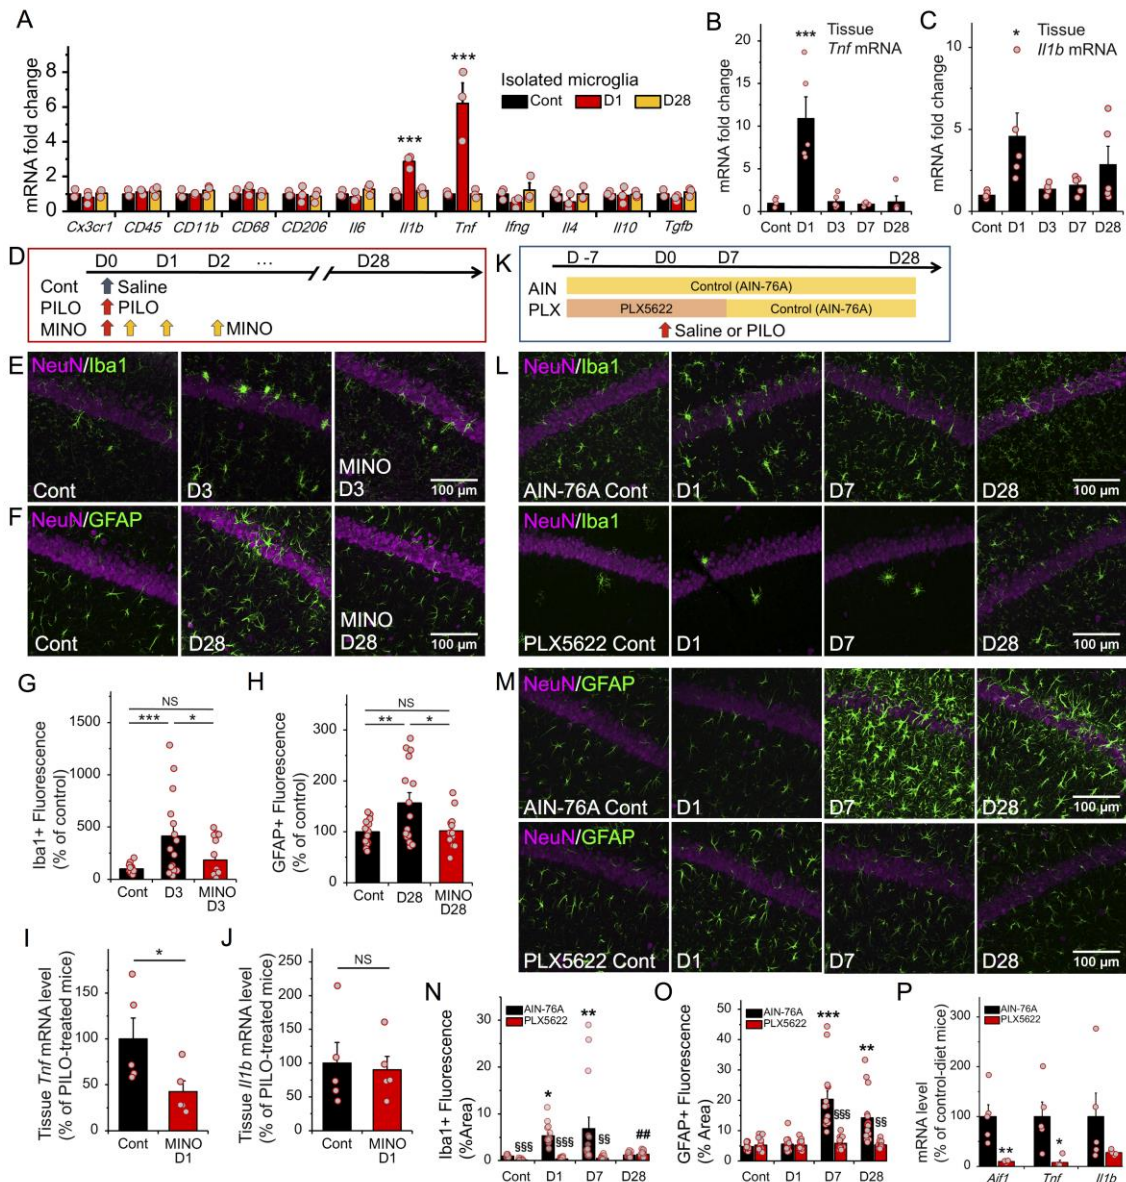 A
mRNA fold change
8
6
4
2
0
***
***
Isolated microglia
Cont D1 D28
Cx3cr1 CD45 CD11b CD68 CD206 Il6 Il1b Tnf Ifng Il4 Il10 Tgfb
B
mRNA fold change
20
15
10
5
0
*** Tissue
Tnf mRNA
Cont D1 D3 D7 D28
C
mRNA fold change
10
5
0
* Tissue
Il1b mRNA
Cont D1 D3 D7 D28
D
D0 D1 D2 ... D28
Cont Saline
PILO PILO
MINO MINO
K
D -7 D0 D7 D28
AIN Control (AIN-76A)
PLX PLX5622 Control (AIN-76A)
Saline or PILO
E
NeuN/Iba1
Cont
D3
MINO
D3
100 µm
F
NeuN/GFAP
Cont
D28
MINO
D28
100 µm
L
NeuN/Iba1
AIN-76A Cont
D1
D7
D28
100 µm
NeuN/Iba1
PLX5622 Cont
D1
D7
D28
100 µm
G
Iba1+ Fluorescence
(% of control)
1500
1000
500
0
NS
*** *
Cont D3 MINO
D3
H
GFAP+ Fluorescence
(% of control)
300
200
100
0
NS
** *
Cont D28 MINO
D28
M
NeuN/GFAP
AIN-76A Cont
D1
D7
D28
100 µm
NeuN/GFAP
PLX5622 Cont
D1
D7
D28
100 µm
I
Tissue Tnf mRNA level
(% of PILO-treated mice)
200
150
100
50
0
*
Cont MINO
D1
J
Tissue Il1b mRNA level
(% of PILO-treated mice)
250
200
150
100
50
0
NS
Cont MINO
D1
N
Iba1+ Fluorescence
(%Area)
30
20
10
0
AIN-76A
PLX5622
§§§ * §§§ ** §§ ##
Cont D1 D7 D28
O
GFAP+ Fluorescence
(% Area)
50
40
30
20
10
0
AIN-76A
PLX5622
*** §§§ ** §§
Cont D1 D7 D28
P
mRNA level
(% of control-diet mice)
300
200
100
0
AIN-76A
PLX5622
** *
Aif1 Tnf Il1b